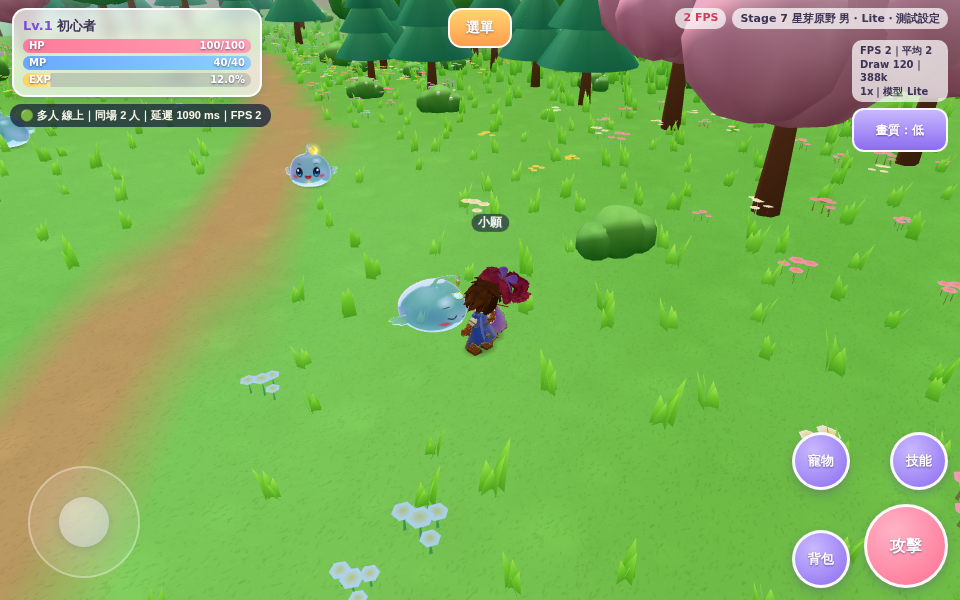 Lv.1 初心者
HP 100/100
MP 40/40
EXP 12.0%
🟢 多人 線上｜同場 2 人｜延遲 1090 ms｜FPS 2
選單
2 FPS
Stage 7 星芽原野 男・Lite・測試設定
FPS 2｜平均 2
Draw 120｜
388k
1x｜模型 Lite
畫質：低
小願
寵物
技能
攻擊
背包